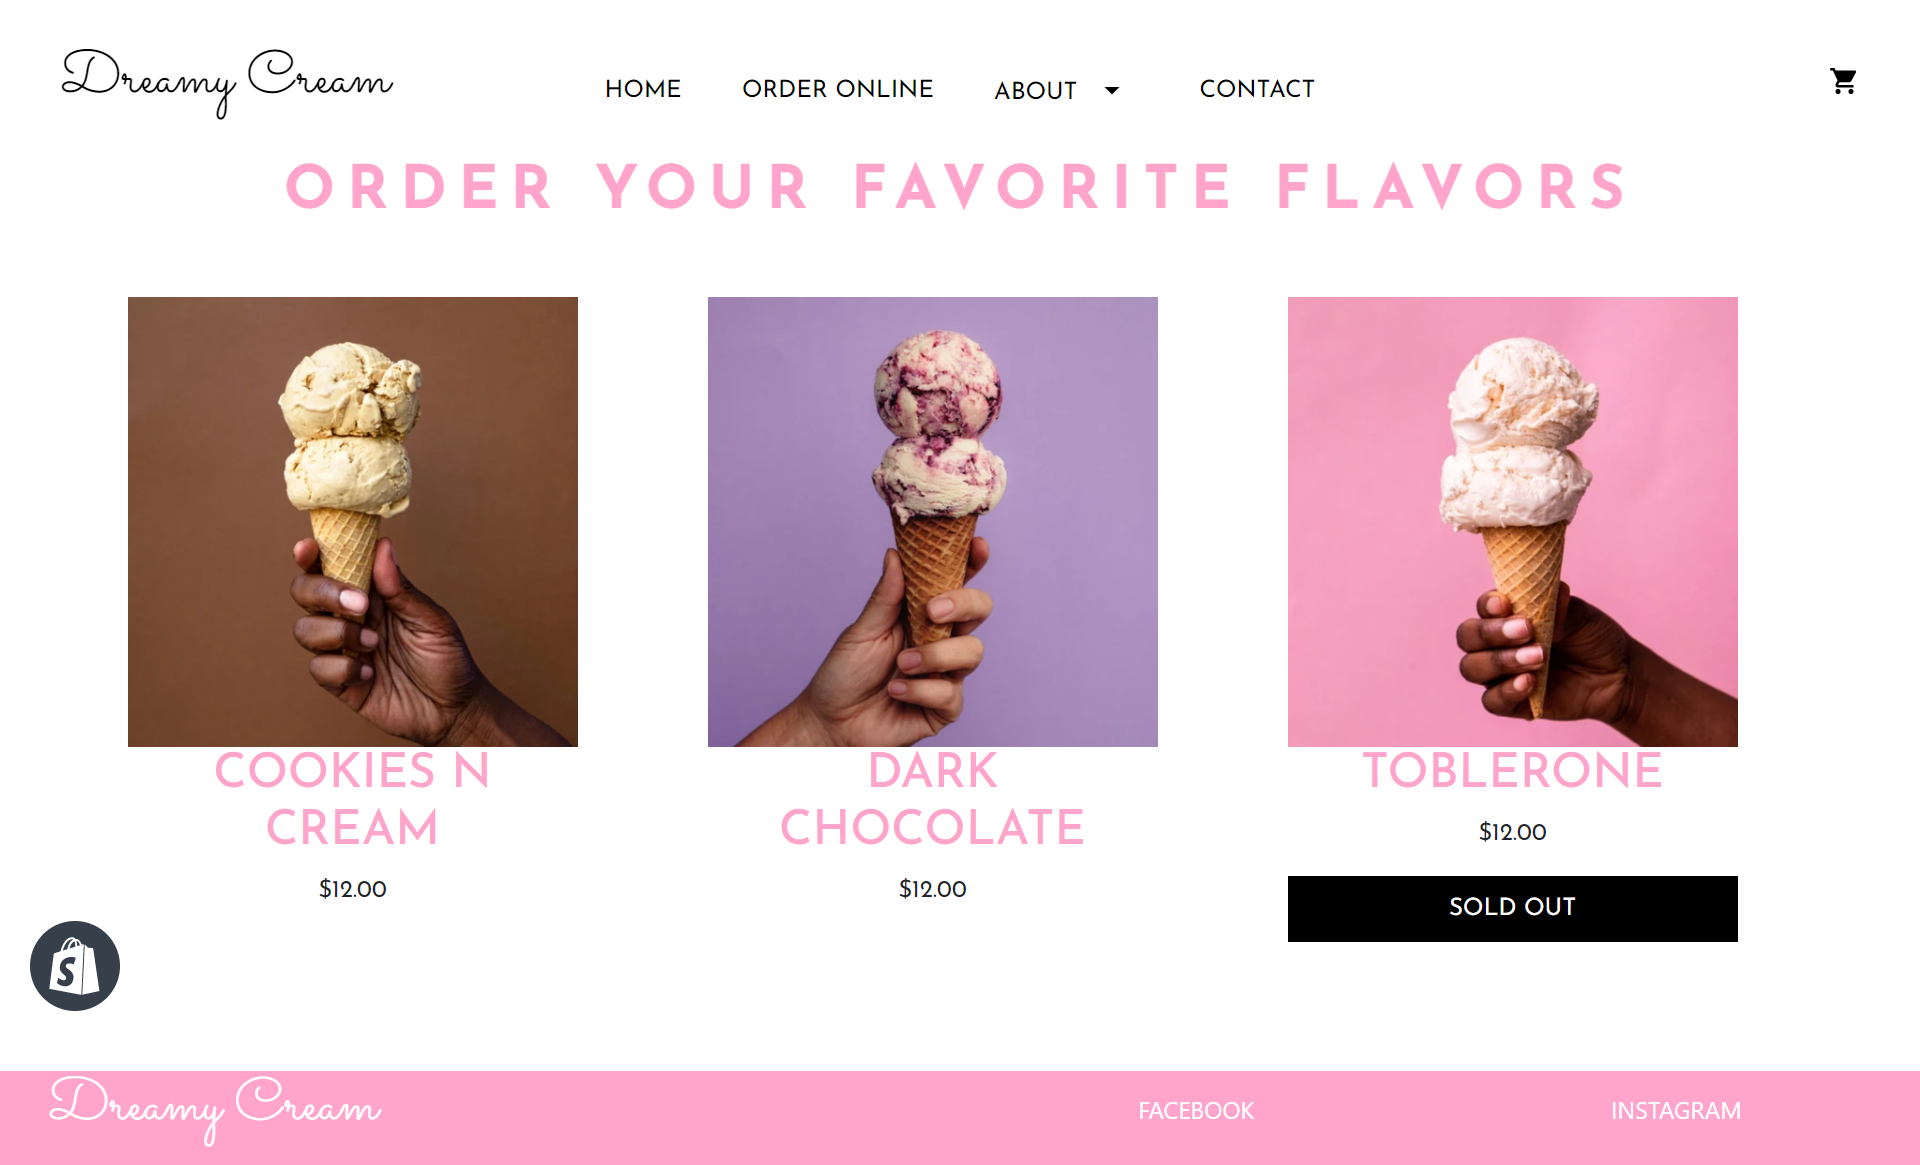 Dreamy Cream
HOME
ORDER ONLINE
ABOUT
CONTACT
ORDER YOUR FAVORITE FLAVORS
COOKIES N
CREAM
$12.00
DARK
CHOCOLATE
$12.00
TOBLERONE
$12.00
SOLD OUT
S
Dreamy Cream
FACEBOOK
INSTAGRAM